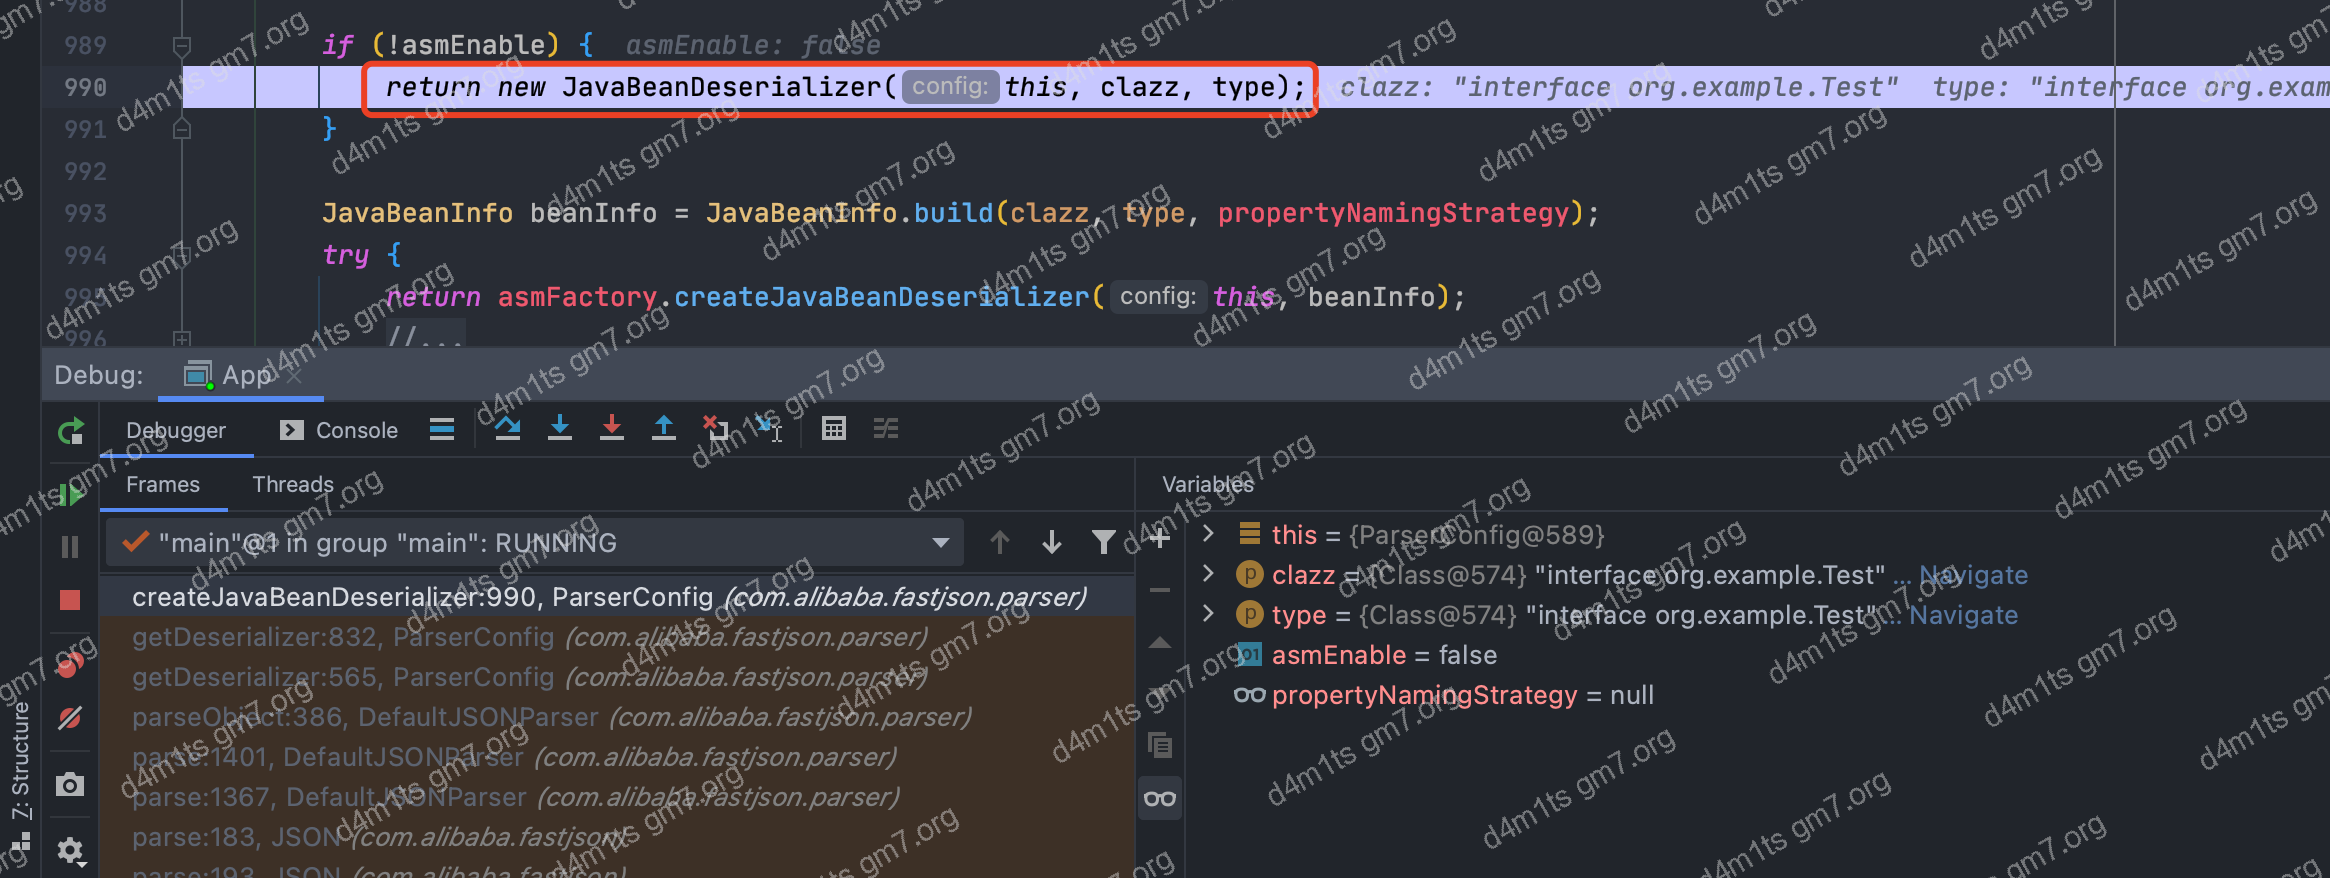 988
989 if (!asmEnable) { asmEnable: false
990 return new JavaBeanDeserializer( config: this, clazz, type); clazz: "interface org.example.Test" type: "interface org.exam
991 }
992
993 JavaBeanInfo beanInfo = JavaBeanInfo.build(clazz, type, propertyNamingStrategy);
994 try {
995 return asmFactory.createJavaBeanDeserializer( config: this, beanInfo);
996 //...
Debug: App
Debugger Console
Frames Threads
Variables
"main"@1 in group "main": RUNNING
createJavaBeanDeserializer:990, ParserConfig (com.alibaba.fastjson.parser)
getDeserializer:832, ParserConfig (com.alibaba.fastjson.parser)
getDeserializer:565, ParserConfig (com.alibaba.fastjson.parser)
parseObject:386, DefaultJSONParser (com.alibaba.fastjson.parser)
parse:1401, DefaultJSONParser (com.alibaba.fastjson.parser)
parse:1367, DefaultJSONParser (com.alibaba.fastjson.parser)
parse:183, JSON (com.alibaba.fastjson)
parse:193, JSON (com.alibaba.fastjson)
this = {ParserConfig@589}
clazz = {Class@574} "interface org.example.Test" ... Navigate
type = {Class@574} "interface org.example.Test" ... Navigate
asmEnable = false
propertyNamingStrategy = null
Z: Structure
d4m1ts gm7.org